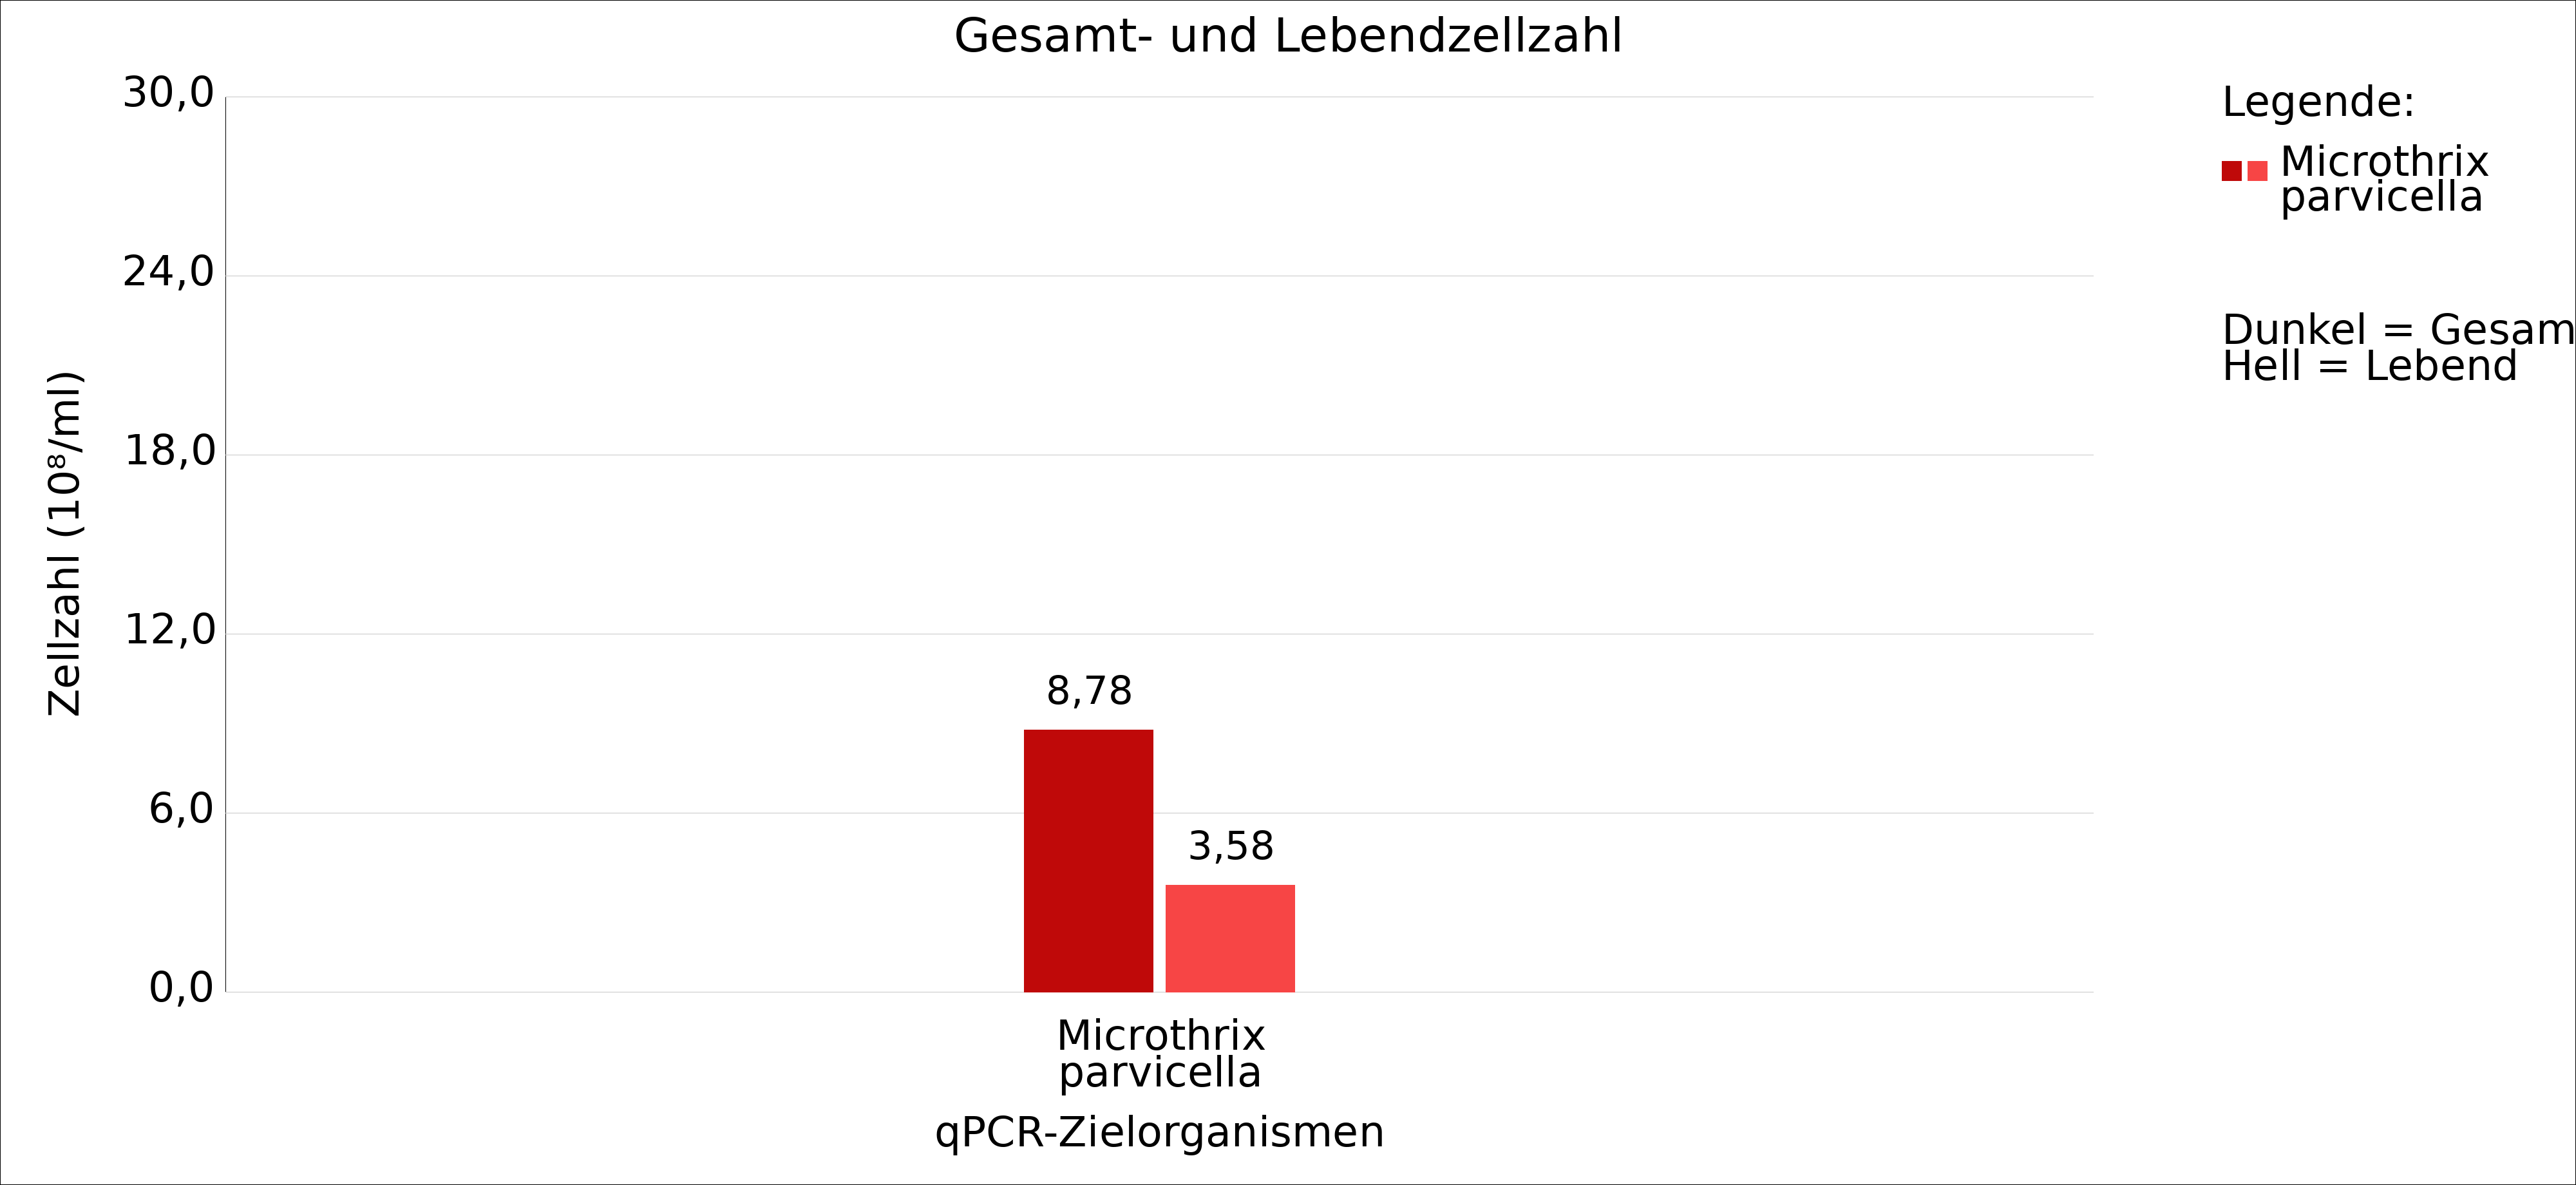 Gesamt- und Lebendzellzahl
30,0
24,0
18,0
12,0
6,0
0,0
Zellzahl (10⁸/ml)
8,78
3,58
Microthrix
parvicella
qPCR-Zielorganismen
Legende:
Microthrix
parvicella
Dunkel = Gesam
Hell = Lebend